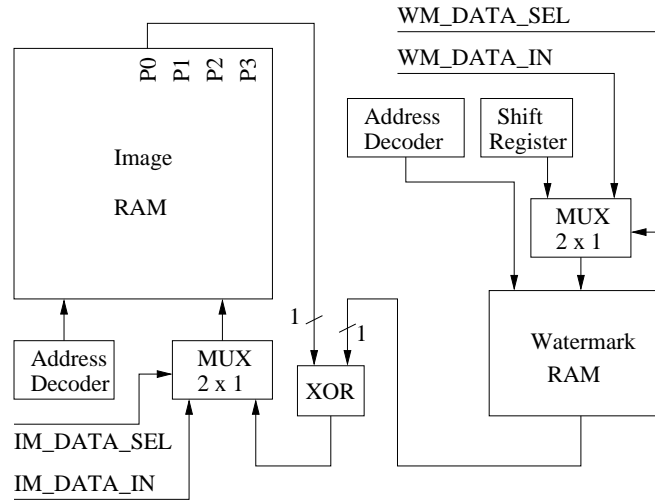 WM_DATA_SEL
WM_DATA_IN
P0
P1
P2
P3
Image
RAM
Address
Decoder
Shift
Register
MUX
2 x 1
Watermark
RAM
1
1
Address
Decoder
MUX
2 x 1
XOR
IM_DATA_SEL
IM_DATA_IN